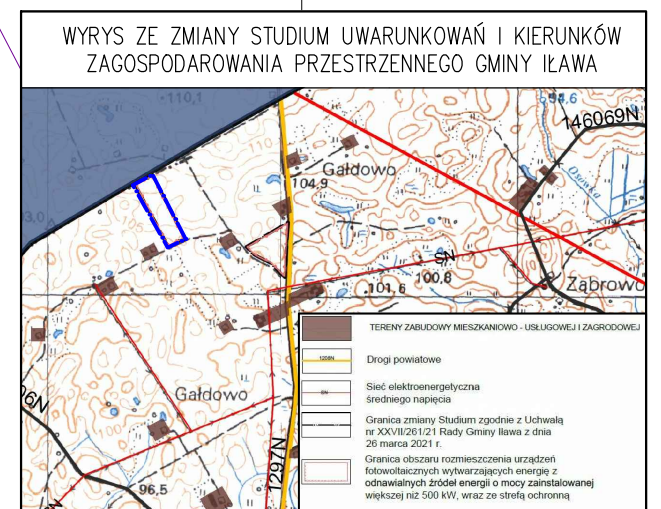 WYRYS ZE ZMIANY STUDIUM UWARUNKOWAŃ I KIERUNKÓW
ZAGOSPODAROWANIA PRZESTRZENNEGO GMINY IŁAWA
110,1
146069N
Gałdowo
104,9
Osówka
SN
100,8
101,6
Ząbrowo
Gałdowo
1297N
96,5
TERENY ZABUDOWY MIESZKANIOWO - USŁUGOWEJ I ZAGRODOWEJ
Drogi powiatowe
Sieć elektroenergetyczna
średniego napięcia
Granica zmiany Studium zgodnie z Uchwałą
nr XXVII/261/21 Rady Gminy Iława z dnia
26 marca 2021 r.
Granica obszaru rozmieszczenia urządzeń
fotowoltaicznych wytwarzających energię z
odnawialnych źródeł energii o mocy zainstalowanej
większej niż 500 kW, wraz ze strefą ochronną